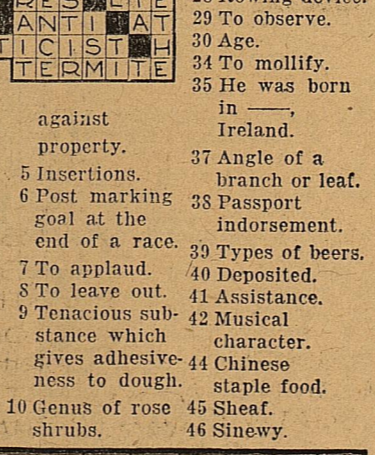 ANTI AT
TICIST H
TERMITE
against
property.
5 Insertions.
6 Post marking
goal at the
end of a race.
7 To applaud.
8 To leave out.
9 Tenacious sub-
stance which
gives adhesive-
ness to dough.
10 Genus of rose
shrubs.
29 To observe.
30 Age.
34 To mollify.
35 He was born
in ——,
Ireland.
37 Angle of a
branch or leaf.
38 Passport
indorsement.
39 Types of beers.
40 Deposited.
41 Assistance.
42 Musical
character.
44 Chinese
staple food.
45 Sheaf.
46 Sinewy.